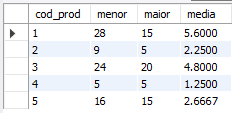 cod_prod menor maior media
1 28 15 5.6000
2 9 5 2.2500
3 24 20 4.8000
4 5 5 1.2500
5 16 15 2.6667